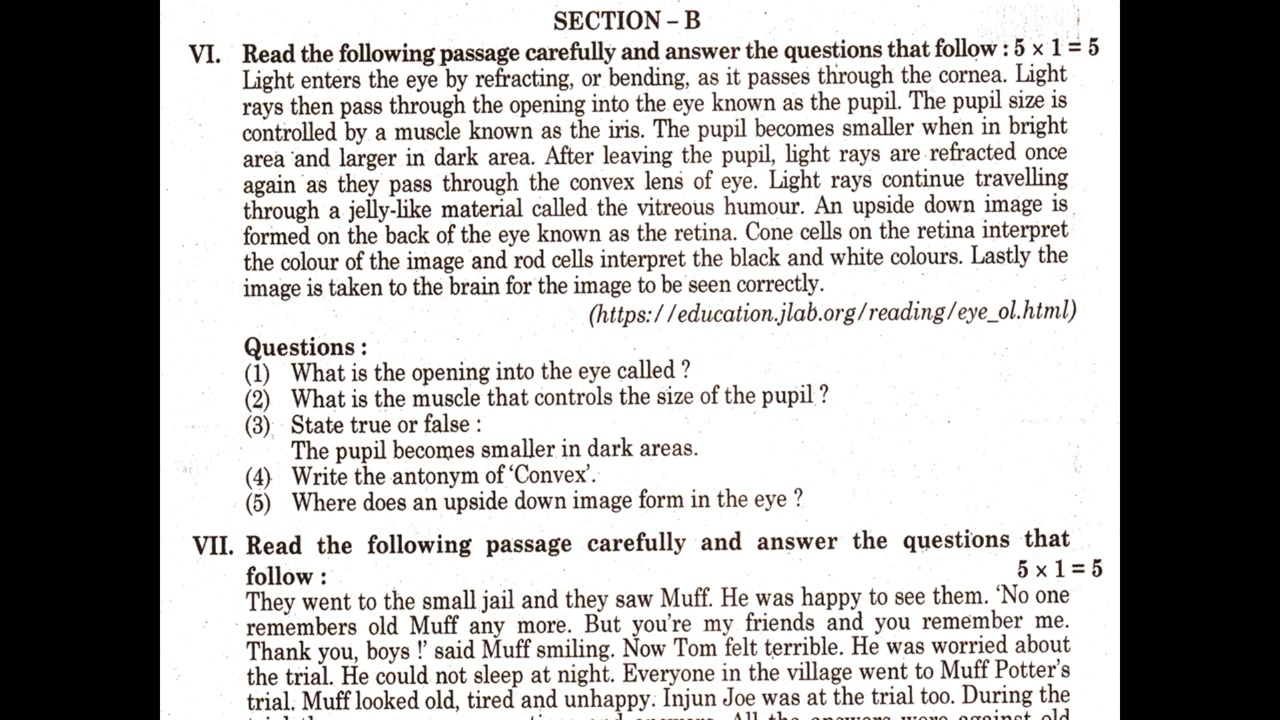 SECTION – B
VI. Read the following passage carefully and answer the questions that follow : 5 × 1 = 5
Light enters the eye by refracting, or bending, as it passes through the cornea. Light
rays then pass through the opening into the eye known as the pupil. The pupil size is
controlled by a muscle known as the iris. The pupil becomes smaller when in bright
area and larger in dark area. After leaving the pupil, light rays are refracted once
again as they pass through the convex lens of eye. Light rays continue travelling
through a jelly-like material called the vitreous humour. An upside down image is
formed on the back of the eye known as the retina. Cone cells on the retina interpret
the colour of the image and rod cells interpret the black and white colours. Lastly the
image is taken to the brain for the image to be seen correctly.
(https://education.jlab.org/reading/eye_ol.html)
Questions :
(1) What is the opening into the eye called ?
(2) What is the muscle that controls the size of the pupil ?
(3) State true or false :
The pupil becomes smaller in dark areas.
(4) Write the antonym of ‘Convex’.
(5) Where does an upside down image form in the eye ?
VII. Read the following passage carefully and answer the questions that
follow : 5 × 1 = 5
They went to the small jail and they saw Muff. He was happy to see them. ‘No one
remembers old Muff any more. But you’re my friends and you remember me.
Thank you, boys !’ said Muff smiling. Now Tom felt terrible. He was worried about
the trial. He could not sleep at night. Everyone in the village went to Muff Potter’s
trial. Muff looked old, tired and unhappy. Injun Joe was at the trial too. During the
All the answers were against old